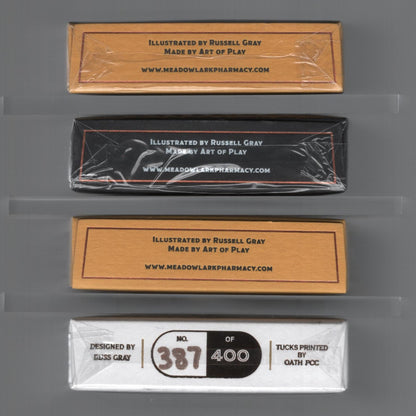 Illustrated by Russell Gray
Made by Art of Play
www.meadowlarkpharmacy.com
Illustrated by Russell Gray
Made by Art of Play
www.meadowlarkpharmacy.com
Illustrated by Russell Gray
Made by Art of Play
www.meadowlarkpharmacy.com
DESIGNED BY
RUSS GRAY
NO.
387
OF
400
TUCKS PRINTED
BY OATH PCC